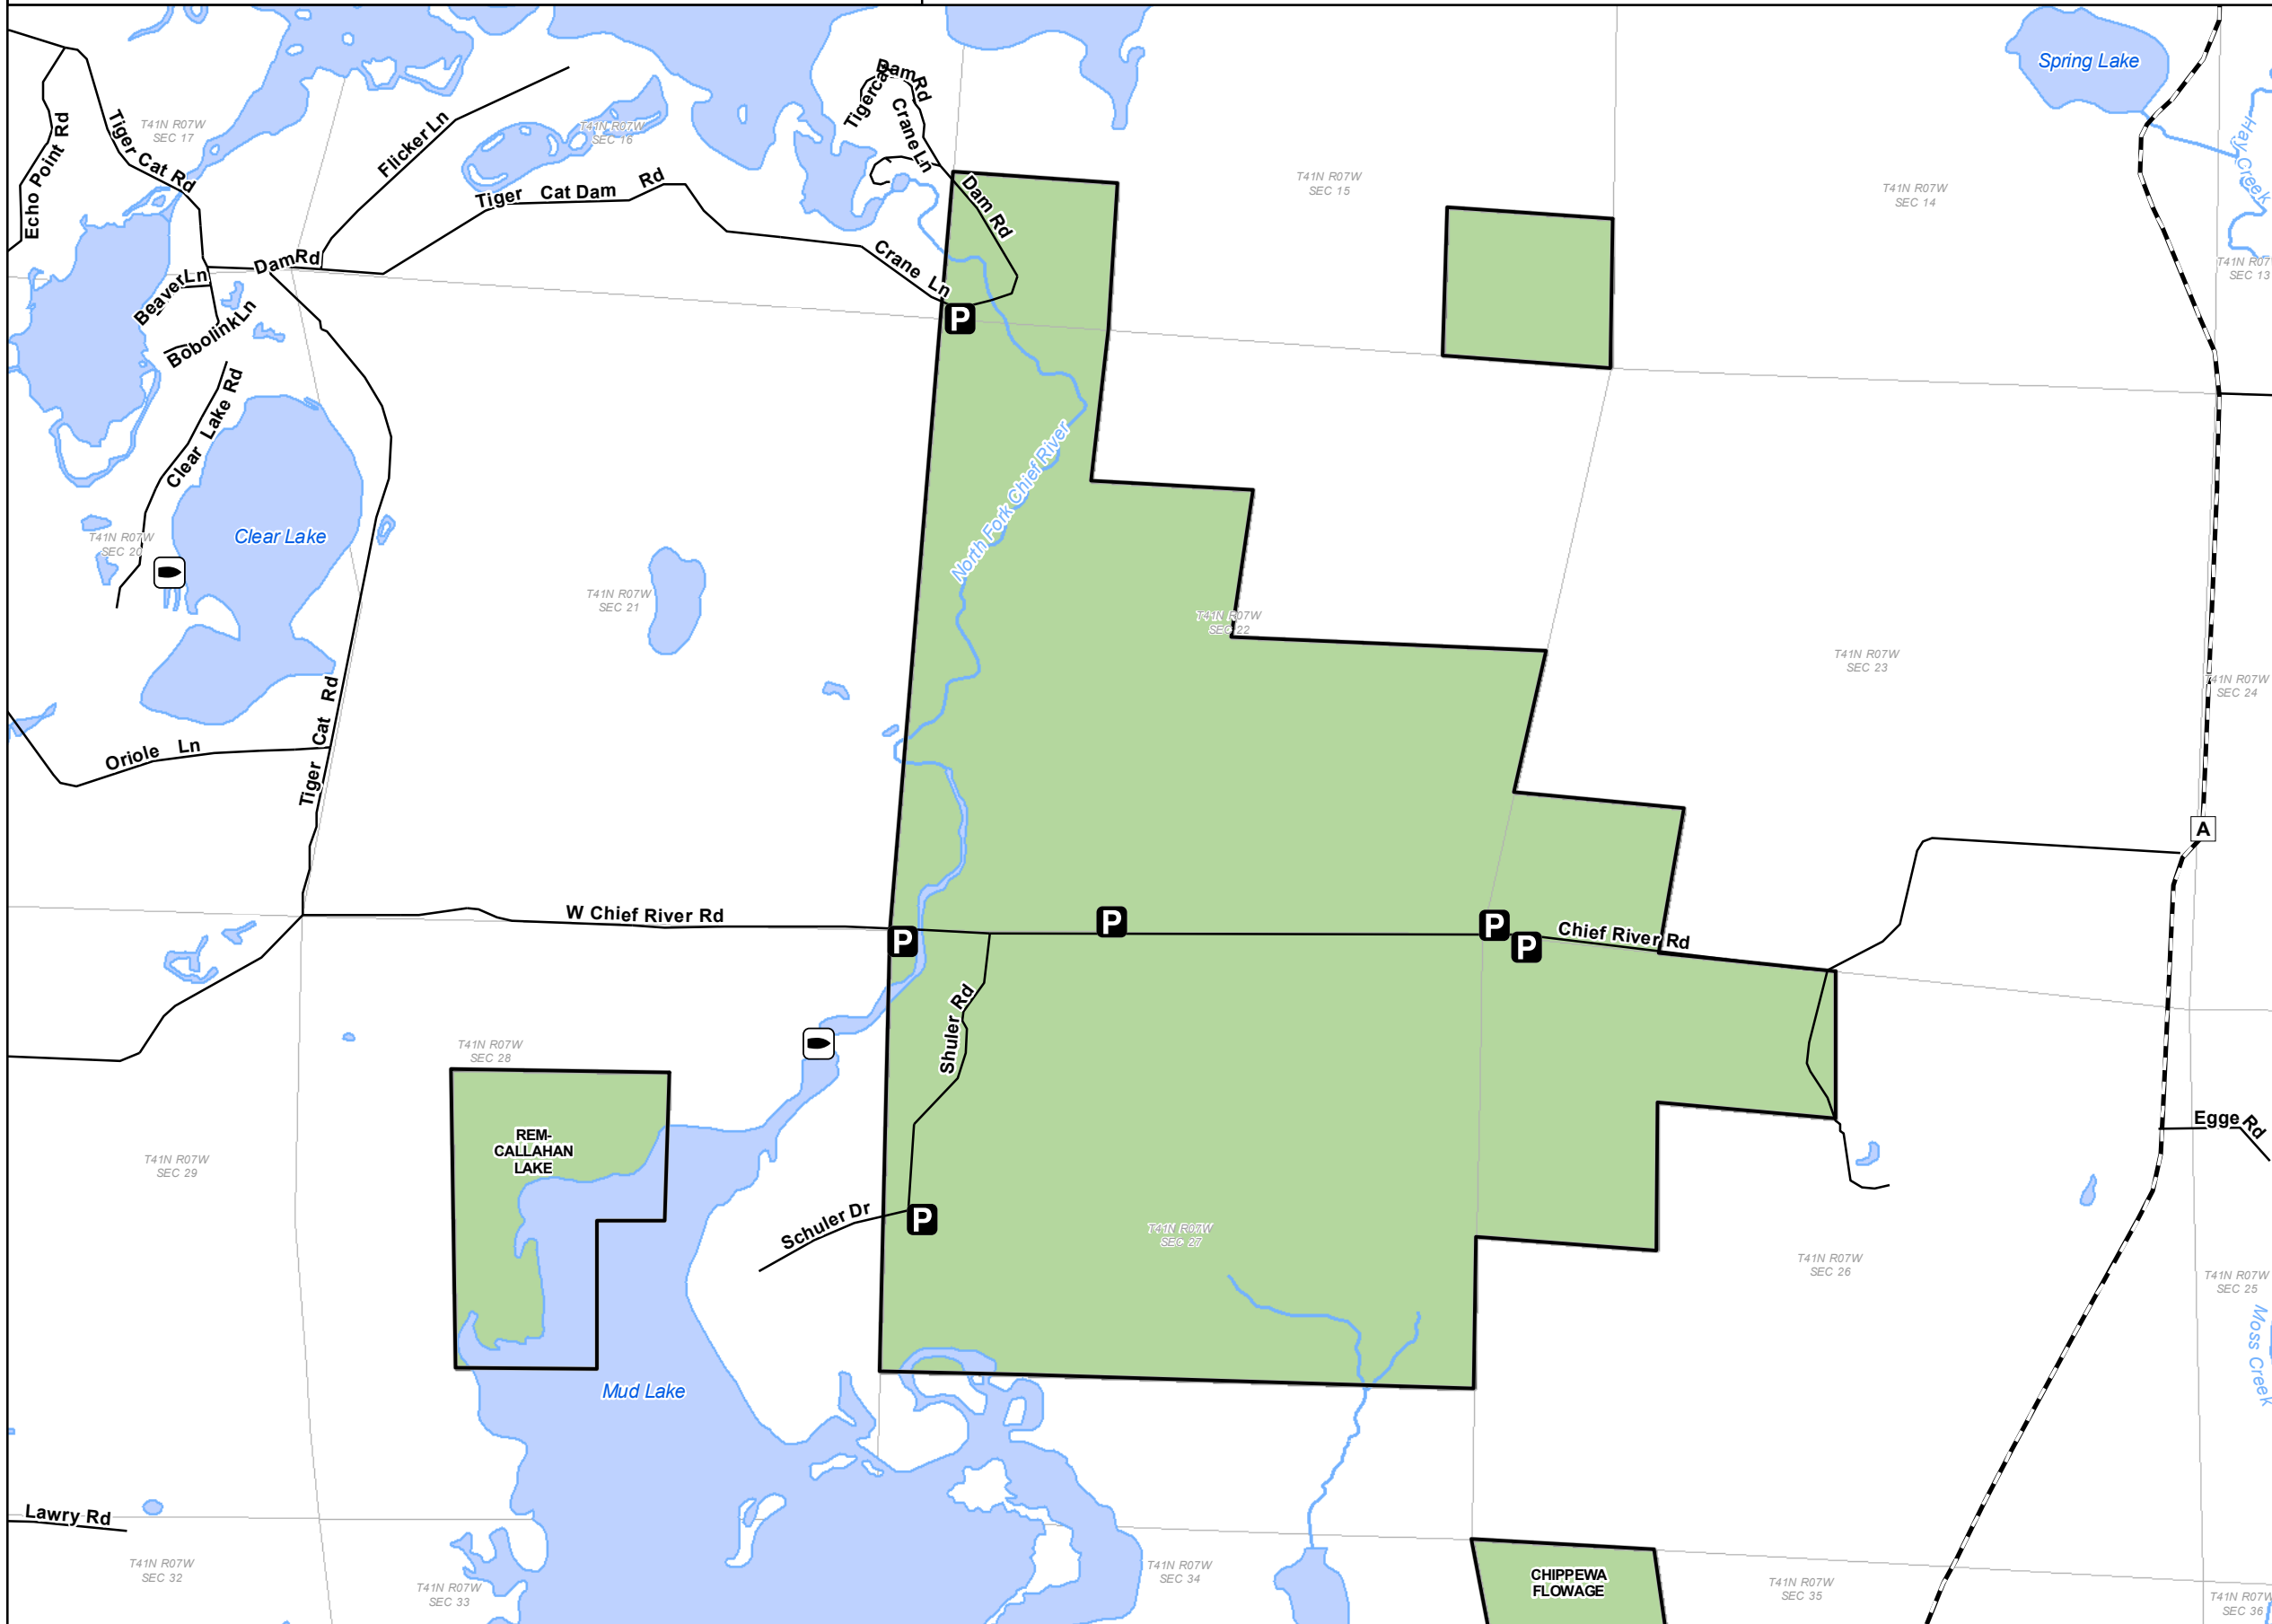 Spring Lake
Dam Rd
Tigercat
Crane Ln
Echo Point Rd
Tiger Cat Rd
T41N R07W
SEC 17
Flicker Ln
T41N R07W
SEC 16
Hay Creek
T41N R07W
SEC 15
T41N R07W
SEC 14
Tiger Cat Dam Rd
Dam Rd
Crane Ln
Dam Rd
T41N R07W
SEC 13
Beaver Ln
Bobolink Ln
P
Clear Lake Rd
North Fork Chief River
Clear Lake
T41N R07W
SEC 20
T41N R07W
SEC 21
T41N R07W
SEC 22
T41N R07W
SEC 23
T41N R07W
SEC 24
Tiger Cat Rd
Oriole Ln
A
W Chief River Rd
P
P
P
P
Chief River Rd
Shuler Rd
T41N R07W
SEC 28
REM-
CALLAHAN
LAKE
Egge Rd
T41N R07W
SEC 29
Schuler Dr
P
T41N R07W
SEC 27
T41N R07W
SEC 26
T41N R07W
SEC 25
Moss Creek
Mud Lake
Lawry Rd
T41N R07W
SEC 32
T41N R07W
SEC 33
T41N R07W
SEC 34
CHIPPEWA
FLOWAGE
T41N R07W
SEC 35
T41N R07W
SEC 36